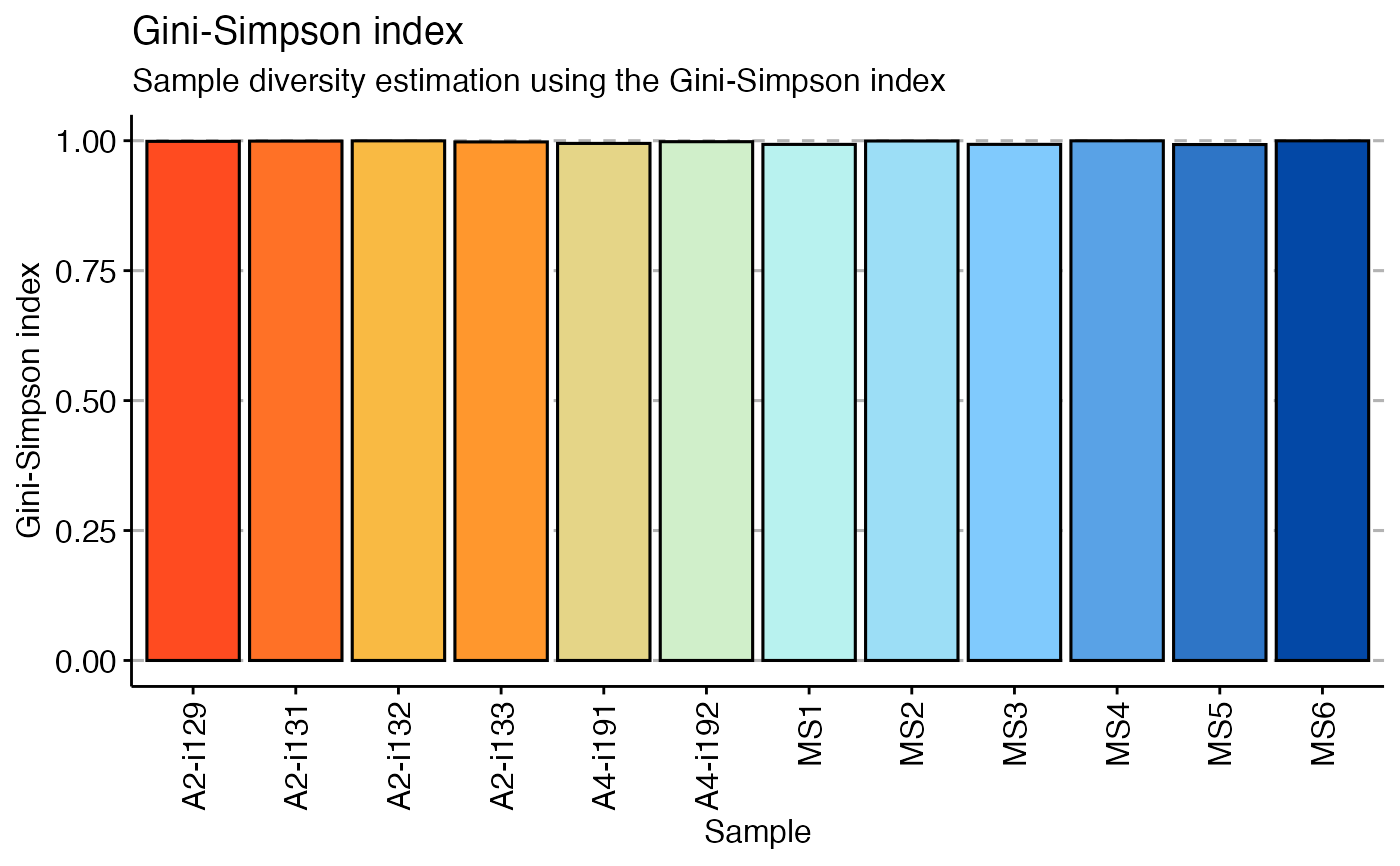 Gini-Simpson index
Sample diversity estimation using the Gini-Simpson index
Gini-Simpson index
1.00
0.75
0.50
0.25
0.00
A2-i129
A2-i131
A2-i132
A2-i133
A4-i191
A4-i192
MS1
MS2
MS3
MS4
MS5
MS6
Sample